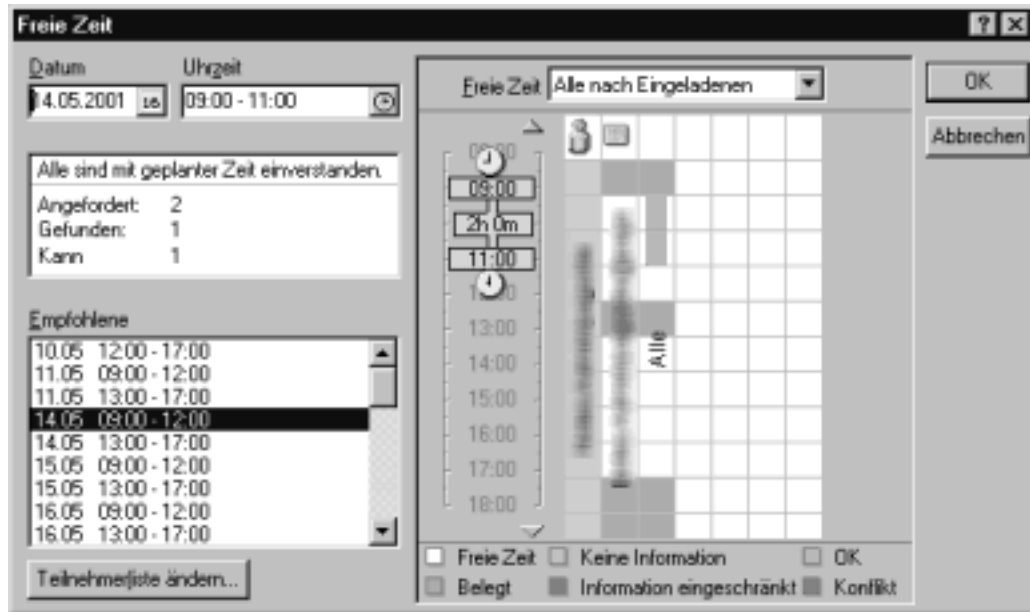 Freie Zeit
Datum
Uhrzeit
14.05.2001 16
09:00 - 11:00
Alle sind mit geplanter Zeit einverstanden.
Angefordert: 2
Gefunden: 1
Kann 1
Empfohlene
10.05 12:00 - 17:00
11.05 09:00 - 12:00
11.05 13:00 - 17:00
14.05 09:00 - 12:00
14.05 13:00 - 17:00
15.05 09:00 - 12:00
15.05 13:00 - 17:00
16.05 09:00 - 12:00
16.05 13:00 - 17:00
Teilnehmerliste ändern...
Freie Zeit Alle nach Eingeladenen
09:00
2h 0m
11:00
13:00
14:00
15:00
16:00
17:00
18:00
Alle
Freie Zeit Keine Information OK
Belegt Information eingeschränkt Konflikt
OK
Abbrechen